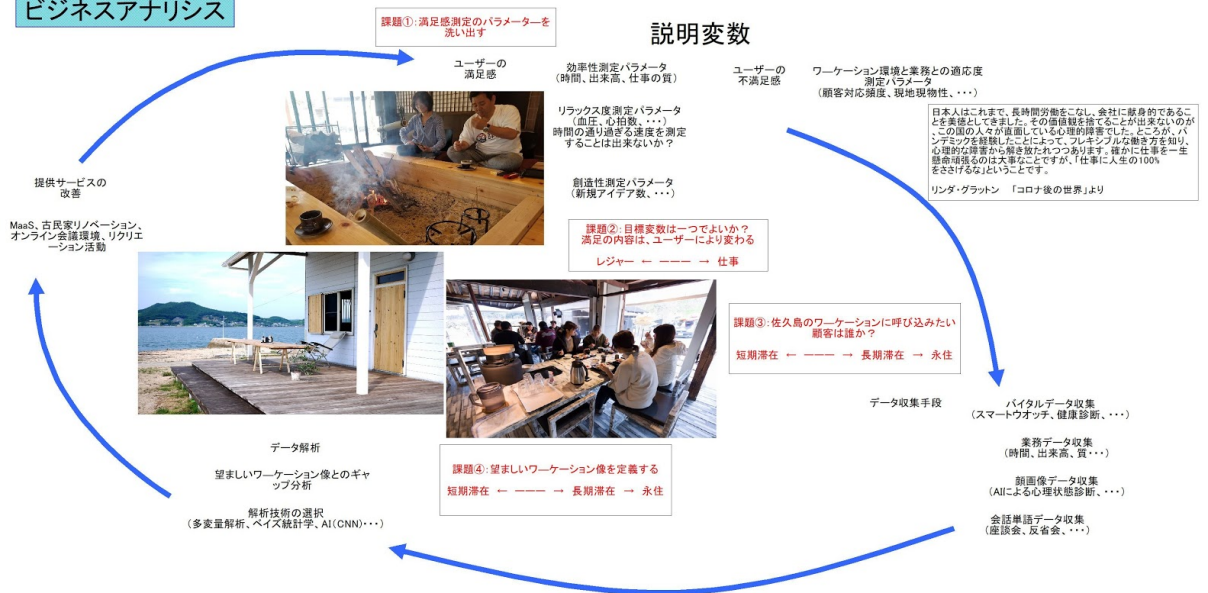 ビジネスアナリシス
課題①：満足感測定のパラメーターを
洗い出す
説明変数
ユーザーの
満足感
効率性測定パラメータ
（時間、出来高、仕事の質）
リラックス度測定パラメータ
（血圧、心拍数、・・・）
時間の通り過ぎる速度を測定
することは出来ないか？
創造性測定パラメータ
（新規アイデア数、・・・）
ユーザーの
不満足感
ワーケーション環境と業務との適応度
測定パラメータ
（顧客対応頻度、現地現物性、・・・）
日本人はこれまで、長時間労働をこなし、会社に献身的であるこ
とを美徳としてきました。その価値観を捨てることが出来ないのが
、この国の人々が直面している心理的障害でした。ところが、パ
ンデミックを経験したことによって、フレキシブルな働き方を知り、
心理的な障害から解き放たれつつあります。確かに仕事を一生
懸命頑張るのは大事なことですが、「仕事に人生の100%
をささげるな」ということです。
リンダ・グラットン　「コロナ後の世界」より
課題②：目標変数は一つでよいか？
満足の内容は、ユーザーにより変わる
レジャー ← ーーー → 仕事
課題③：佐久島のワーケーションに呼び込みたい
顧客は誰か？
短期滞在 ← ーーー → 長期滞在 → 永住
データ収集手段
バイタルデータ収集
（スマートウオッチ、健康診断、・・・）
業務データ収集
（時間、出来高、質・・・）
顔画像データ収集
（AIによる心理状態診断、・・・）
会話単語データ収集
（座談会、反省会、・・・）
課題④：望ましいワーケーション像を定義する
短期滞在 ← ーーー → 長期滞在 → 永住
データ解析
望ましいワーケーション像とのギャ
ップ分析
解析技術の選択
（多変量解析、ベイズ統計学、AI（CNN）・・・）
提供サービスの
改善
MaaS、古民家リノベーション、
オンライン会議環境、リクリエ
ーション活動